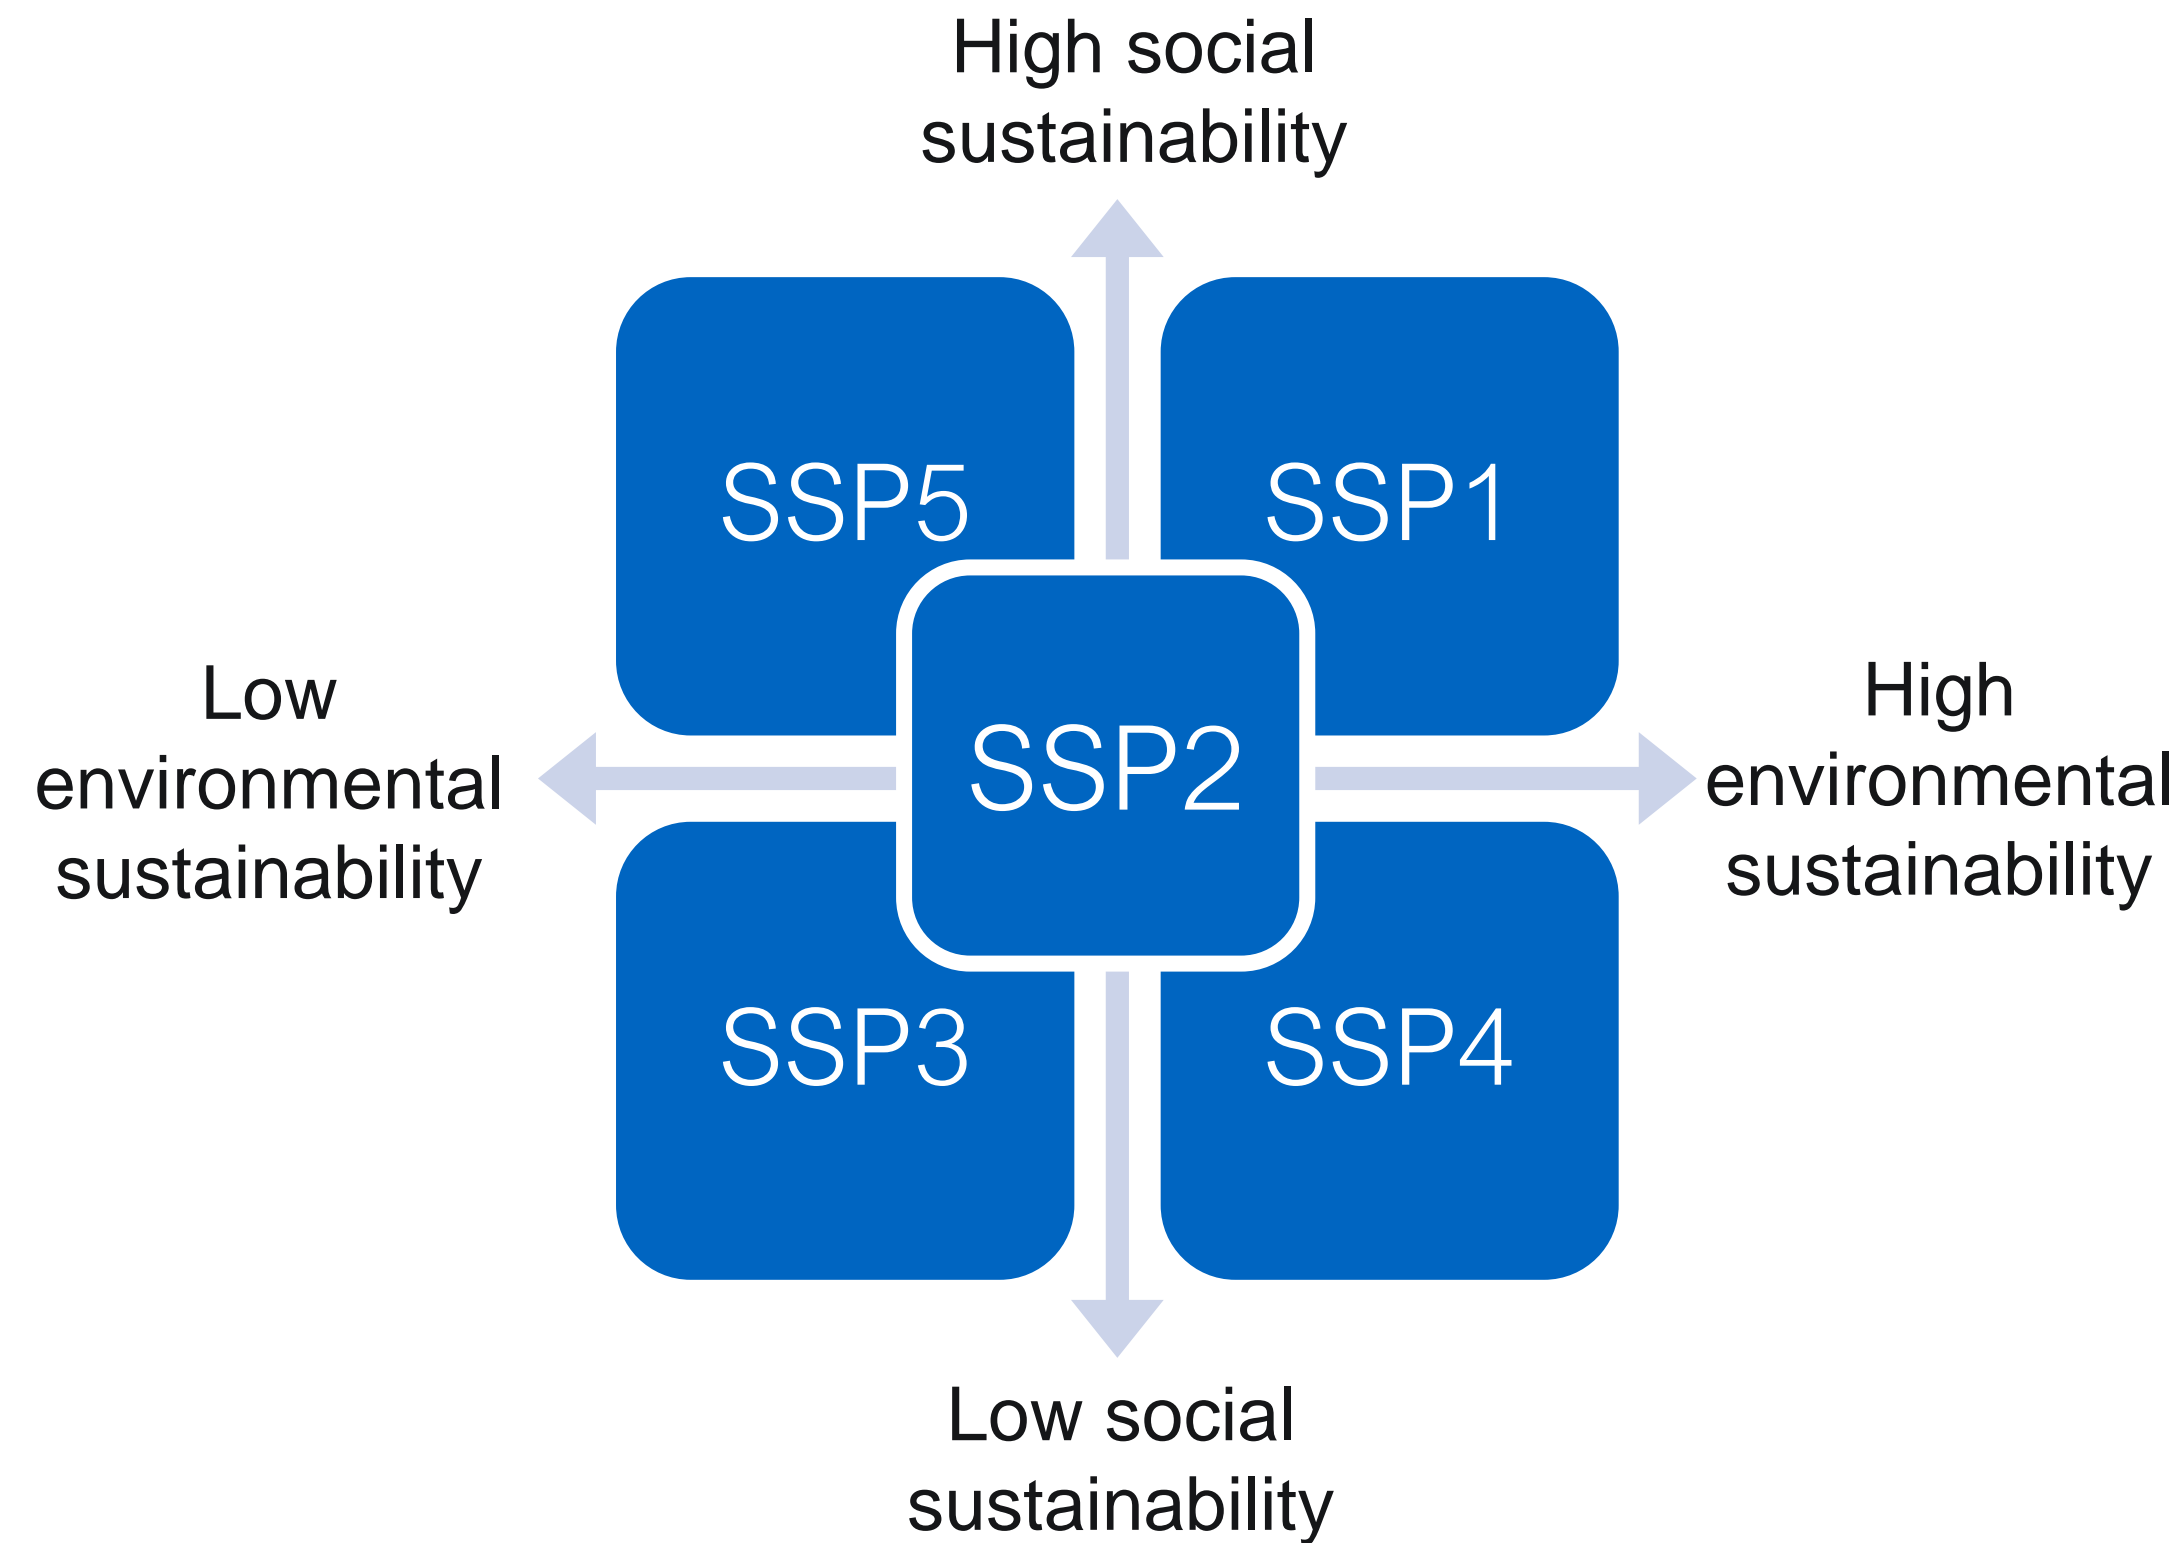 High social
sustainability
SSP5
SSP1
Low
environmental
sustainability
SSP2
High
environmental
sustainability
SSP3
SSP4
Low social
sustainability